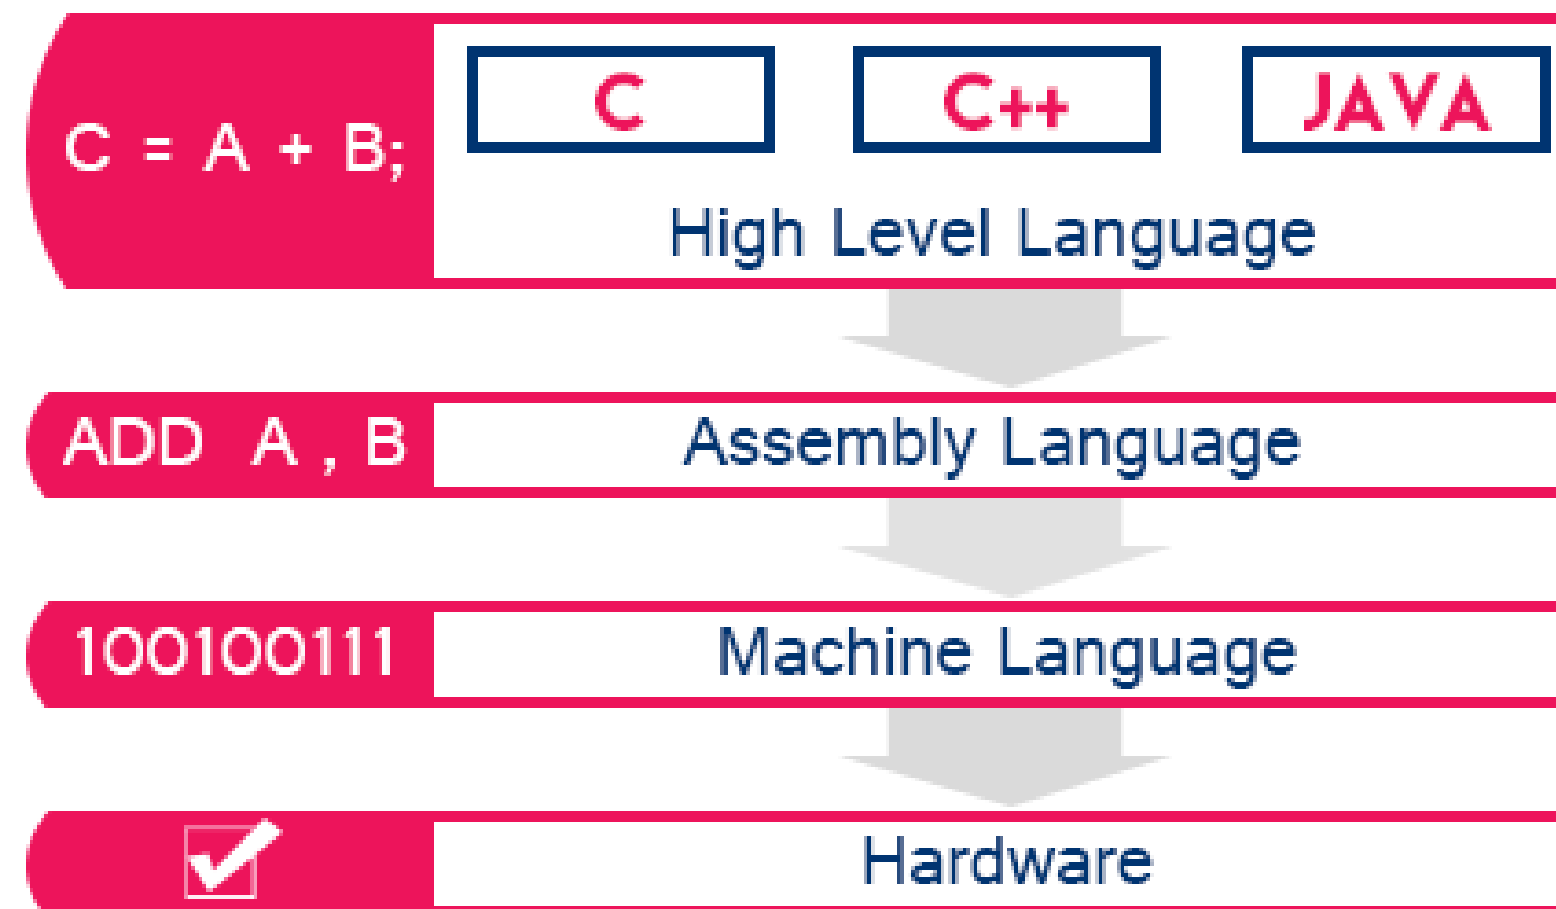 C = A + B;
C
C++
JAVA
High Level Language
ADD A , B
Assembly Language
100100111
Machine Language
Hardware